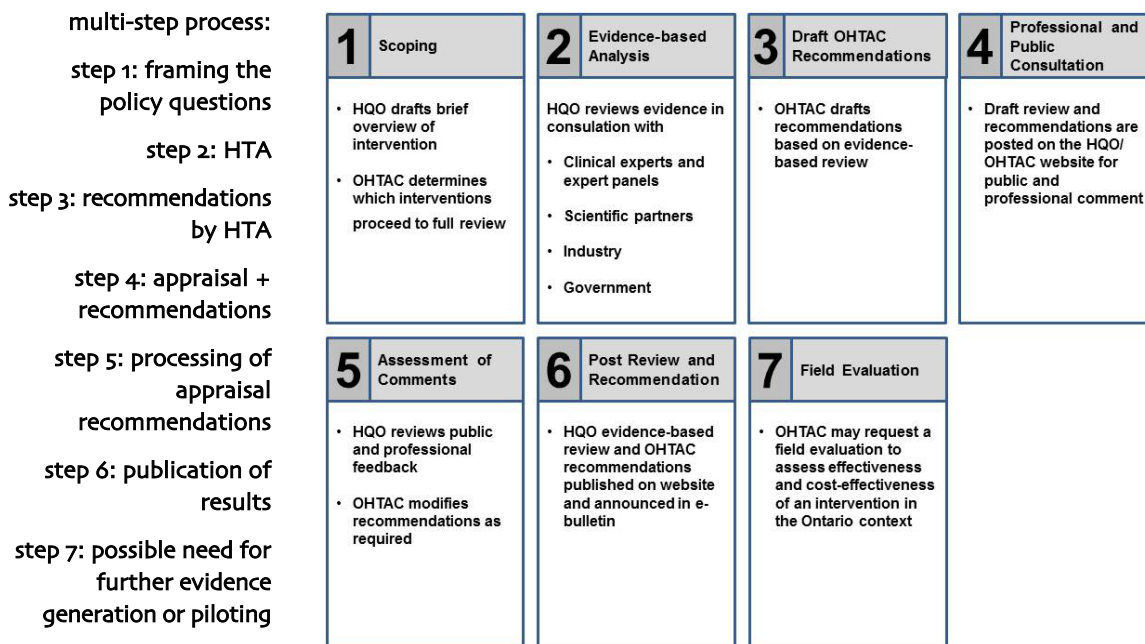 multi-step process:
step 1: framing the
policy questions
step 2: HTA
step 3: recommendations
by HTA
step 4: appraisal +
recommendations
step 5: processing of
appraisal
recommendations
step 6: publication of
results
step 7: possible need for
further evidence
generation or piloting
1 Scoping
• HQO drafts brief
overview of
intervention
• OHTAC determines
which interventions
proceed to full review
2 Evidence-based
Analysis
HQO reviews evidence in
consulation with
• Clinical experts and
expert panels
• Scientific partners
• Industry
• Government
3 Draft OHTAC
Recommendations
• OHTAC drafts
recommendations
based on evidence-
based review
4 Professional and
Public
Consultation
• Draft review and
recommendations are
posted on the HQO/
OHTAC website for
public and
professional comment
5 Assessment of
Comments
• HQO reviews public
and professional
feedback
• OHTAC modifies
recommendations as
required
6 Post Review and
Recommendation
• HQO evidence-based
review and OHTAC
recommendations
published on website
and announced in e-
bulletin
7 Field Evaluation
• OHTAC may request a
field evaluation to
assess effectiveness
and cost-effectiveness
of an intervention in
the Ontario context